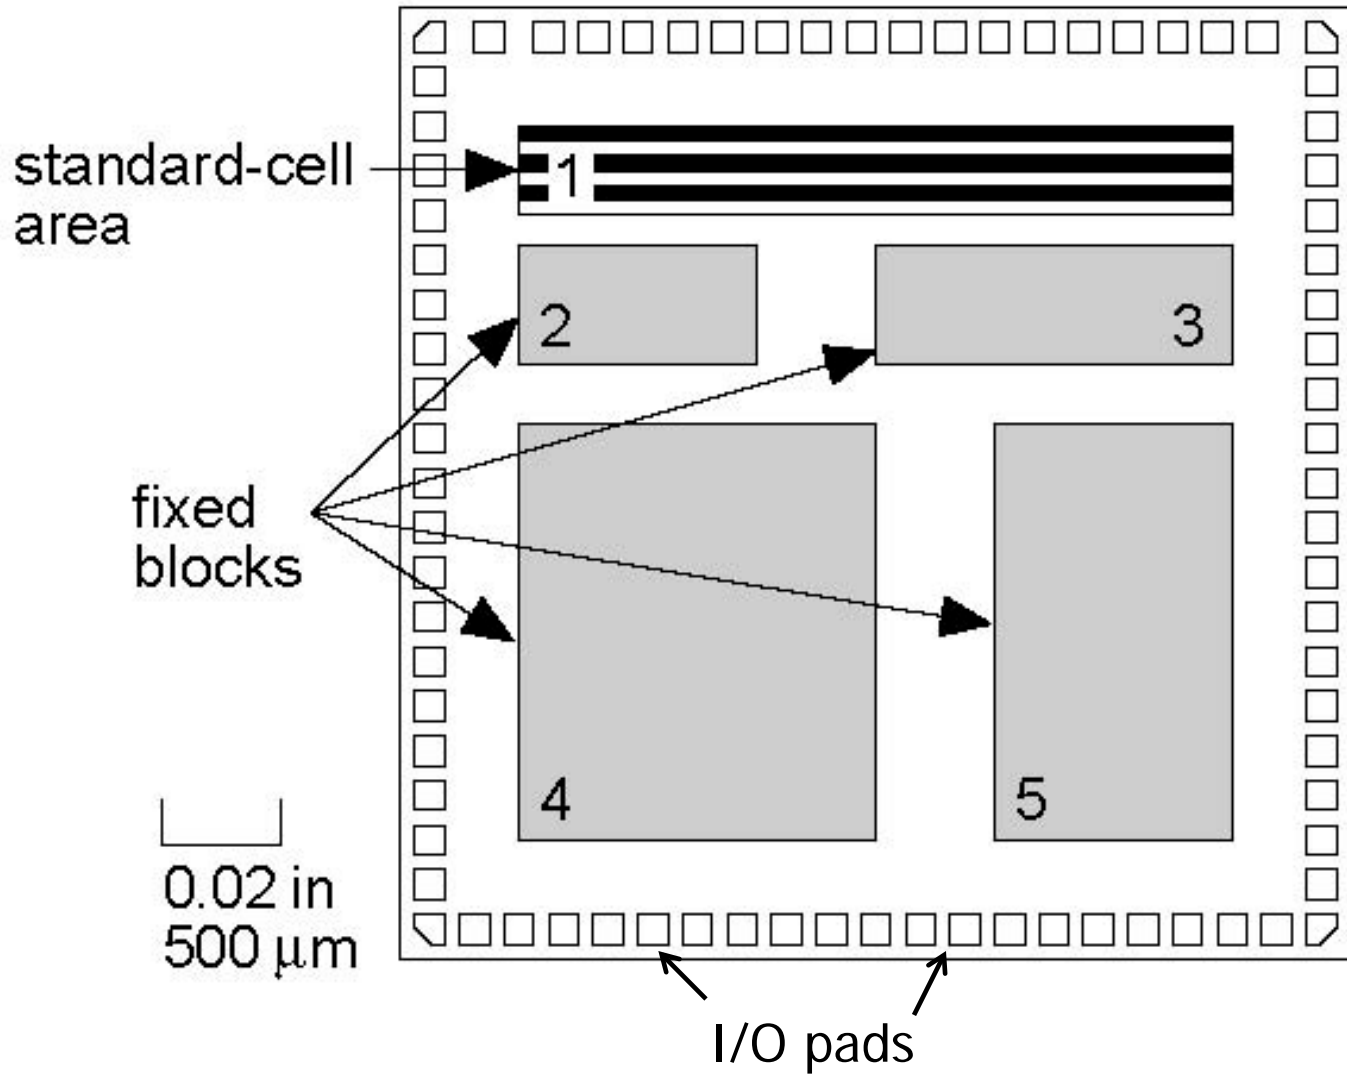 standard-cell
area
1
2
3
fixed
blocks
4
5
0.02 in
500 μm
I/O pads